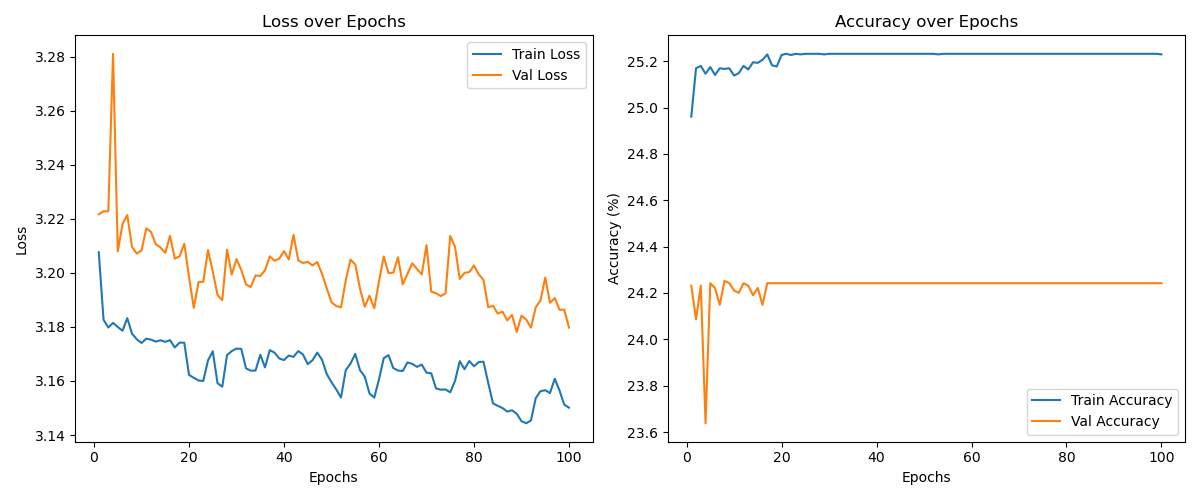 Loss over Epochs
Loss
3.28
3.26
3.24
3.22
3.20
3.18
3.16
3.14
Train Loss
Val Loss
0 20 40 60 80 100
Epochs
Accuracy over Epochs
Accuracy (%)
25.2
25.0
24.8
24.6
24.4
24.2
24.0
23.8
23.6
Train Accuracy
Val Accuracy
0 20 40 60 80 100
Epochs